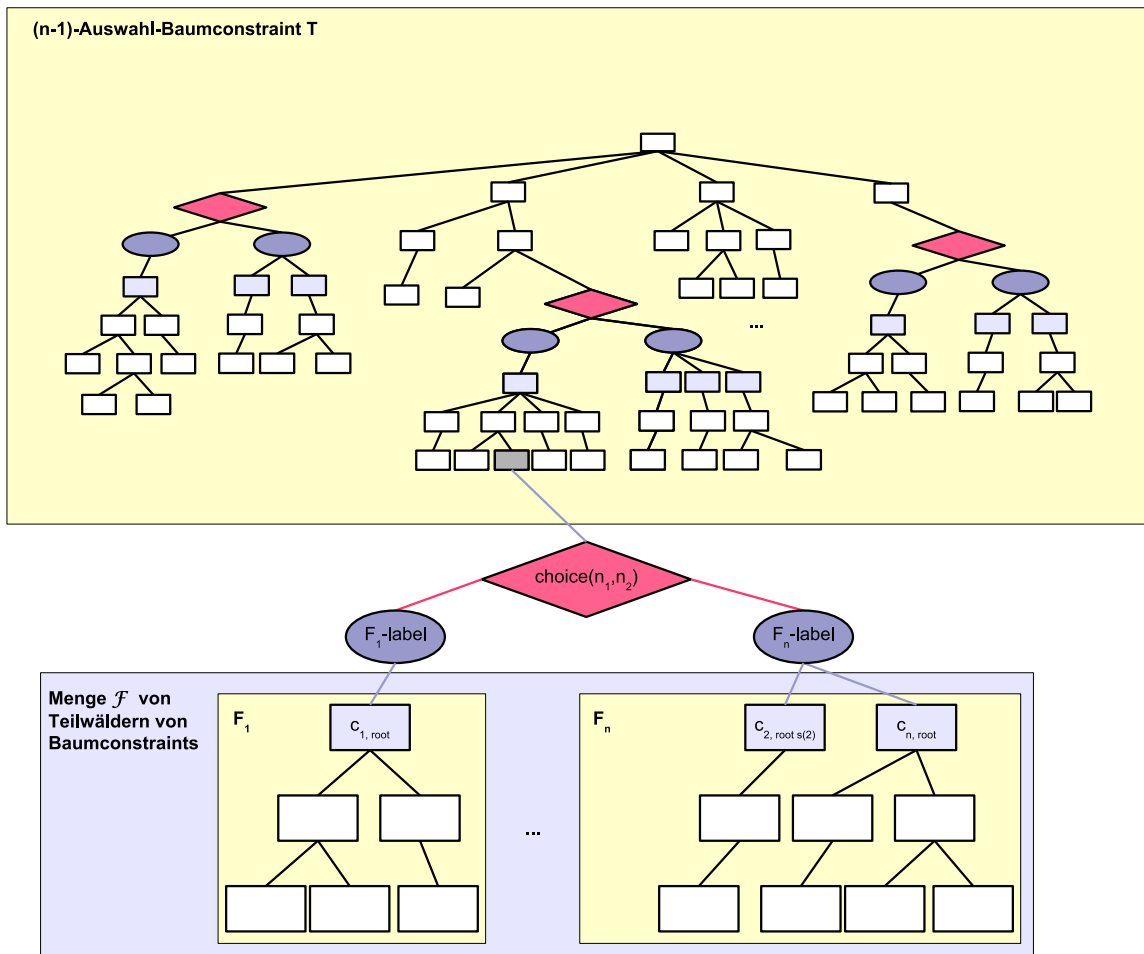 (n-1)-Auswahl-Baumconstraint T
...
choice(n₁,n₂)
F₁-label
Fₙ-label
Menge ℱ von
Teilwäldern von
Baumconstraints
F₁
c₁, root
...
Fₙ
c₂, root s(2)
cₙ, root